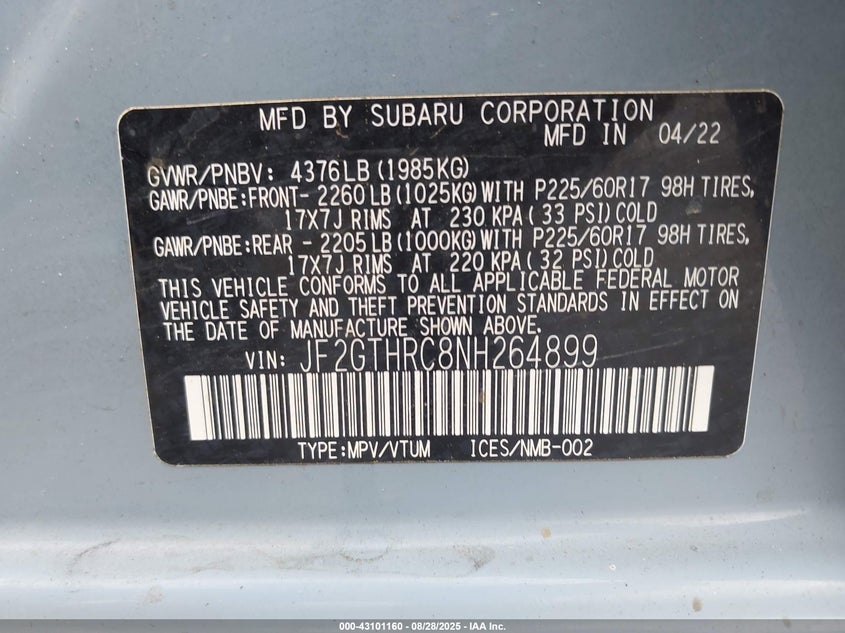 MFD BY SUBARU CORPORATION
MFD IN 04/22
GVWR/PNBV: 4376LB(1985KG)
GAWR/PNBE:FRONT- 2260LB(1025KG)WITH P225/60R17 98H TIRES,
17X7J RIMS AT 230 KPA(33 PSI)COLD
GAWR/PNBE:REAR - 2205LB(1000KG)WITH P225/60R17 98H TIRES,
17X7J RIMS AT 220 KPA(32 PSI)COLD
THIS VEHICLE CONFORMS TO ALL APPLICABLE FEDERAL MOTOR
VEHICLE SAFETY AND THEFT PREVENTION STANDARDS IN EFFECT ON
THE DATE OF MANUFACTURE SHOWN ABOVE.
VIN: JF2GTHRC8NH264899
TYPE:MPV/VTUM ICES/NMB-002
000-43101160 - 08/28/2025 - IAA Inc.